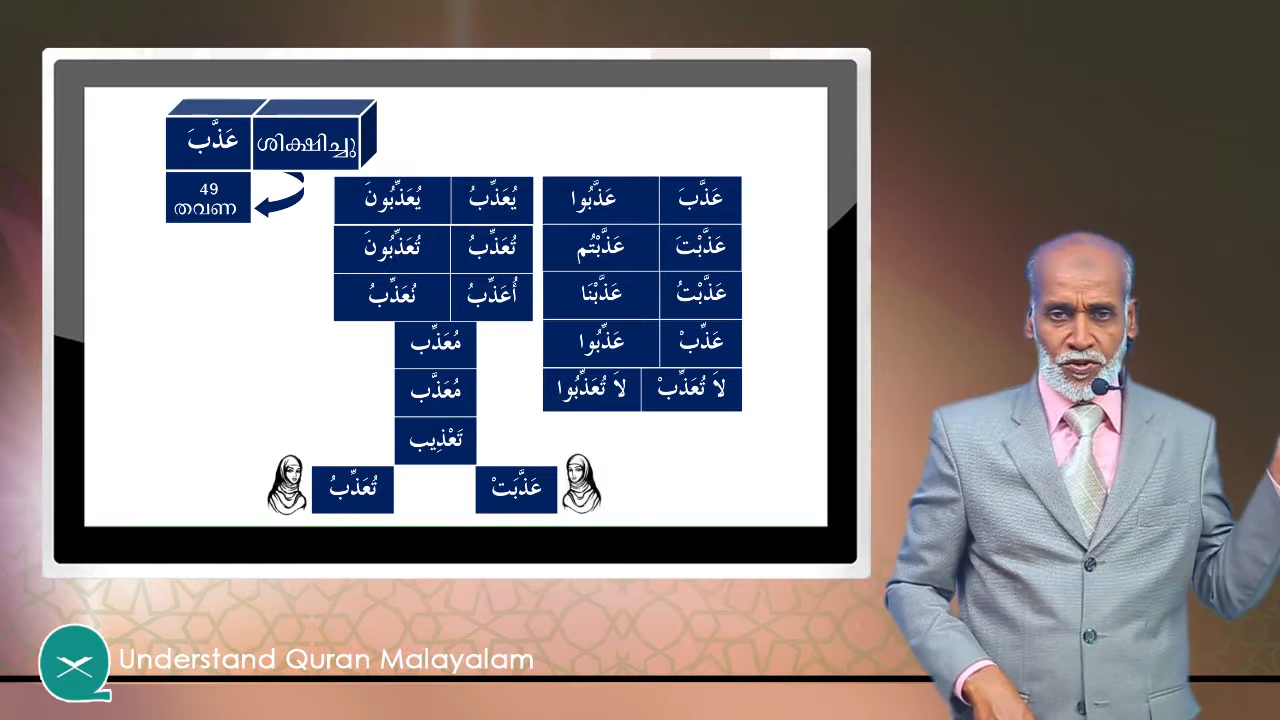 عَذَّبَ ശിക്ഷിച്ചു
49
തവണ
عَذَّبَ عَذَّبُوا يُعَذِّبُ يُعَذِّبُونَ
عَذَّبْتَ عَذَّبْتُم تُعَذِّبُ تُعَذِّبُونَ
عَذَّبْتُ عَذَّبْنَا أُعَذِّبُ نُعَذِّبُ
عَذِّبْ عَذِّبُوا مُعَذِّب
لاَ تُعَذِّبْ لاَ تُعَذِّبُوا مُعَذَّب
تَعْذِيب
عَذَّبَتْ تُعَذِّبُ
Understand Quran Malayalam